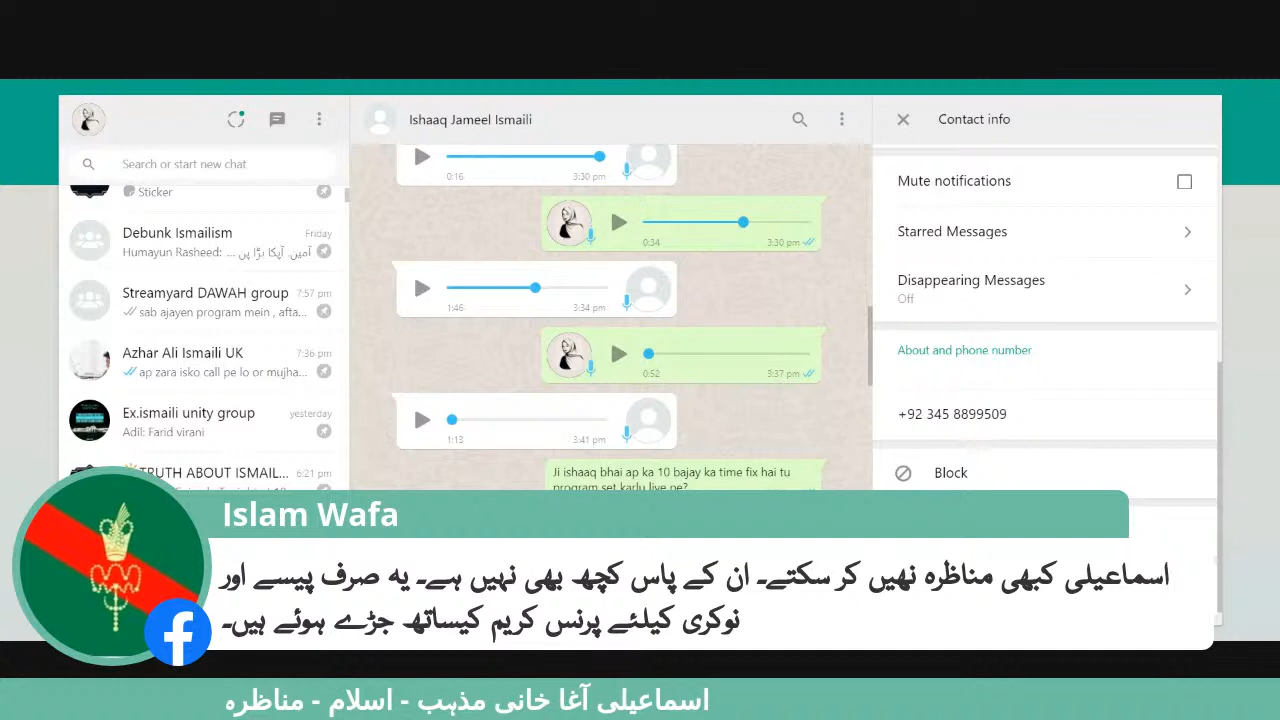 Search or start new chat
Sticker
Debunk Ismailism
Friday
Humayun Rasheed: ... آمین. آپکا بڑا پن
Streamyard DAWAH group
7:57 pm
sab ajayen program mein , afta...
Azhar Ali Ismaili UK
7:36 pm
ap zara isko call pe lo or mujha...
Ex.ismaili unity group
yesterday
Adil: Farid virani
TRUTH ABOUT ISMAIL...
6:21 pm
Ishaaq Jameel Ismaili
0:16
3:30 pm
0:34
3:30 pm
1:46
3:34 pm
0:52
3:37 pm
1:13
3:41 pm
Ji ishaaq bhai ap ka 10 bajay ka time fix hai tu
program set karlu live pe?
Contact info
Mute notifications
Starred Messages
Disappearing Messages
Off
About and phone number
+92 345 8899509
Block
Islam Wafa
اسماعیلی کبھی مناظرہ نھیں کر سکتے۔ ان کے پاس کچھ بھی نہیں ہے۔ یہ صرف پیسے اور
نوکری کیلئے پرنس کریم کیساتھ جڑے ہوئے ہیں۔
اسماعیلی آغا خانی مذہب - اسلام - مناظرہ